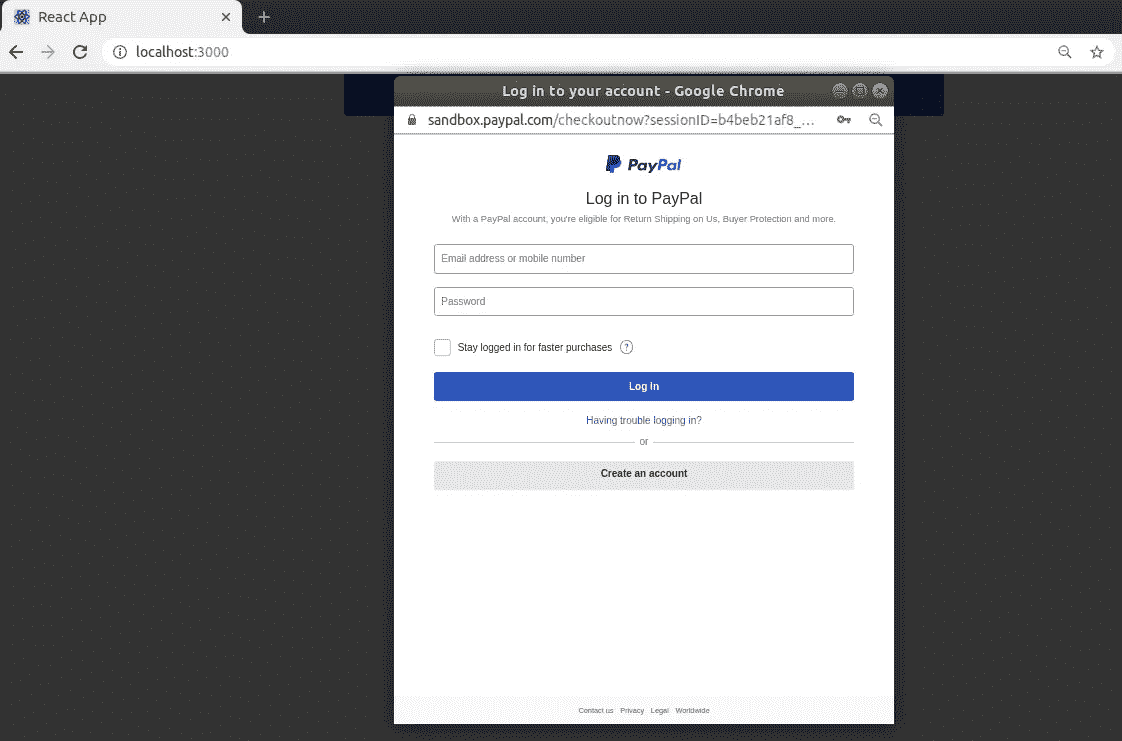 React App
localhost:3000
Log in to your account - Google Chrome
sandbox.paypal.com/checkoutnow?sessionID=b4beb21af8_...
PayPal
Log in to PayPal
With a PayPal account, you're eligible for Return Shipping on Us, Buyer Protection and more.
Email address or mobile number
Password
Stay logged in for faster purchases ?
Log In
Having trouble logging in?
or
Create an account
Contact us Privacy Legal Worldwide